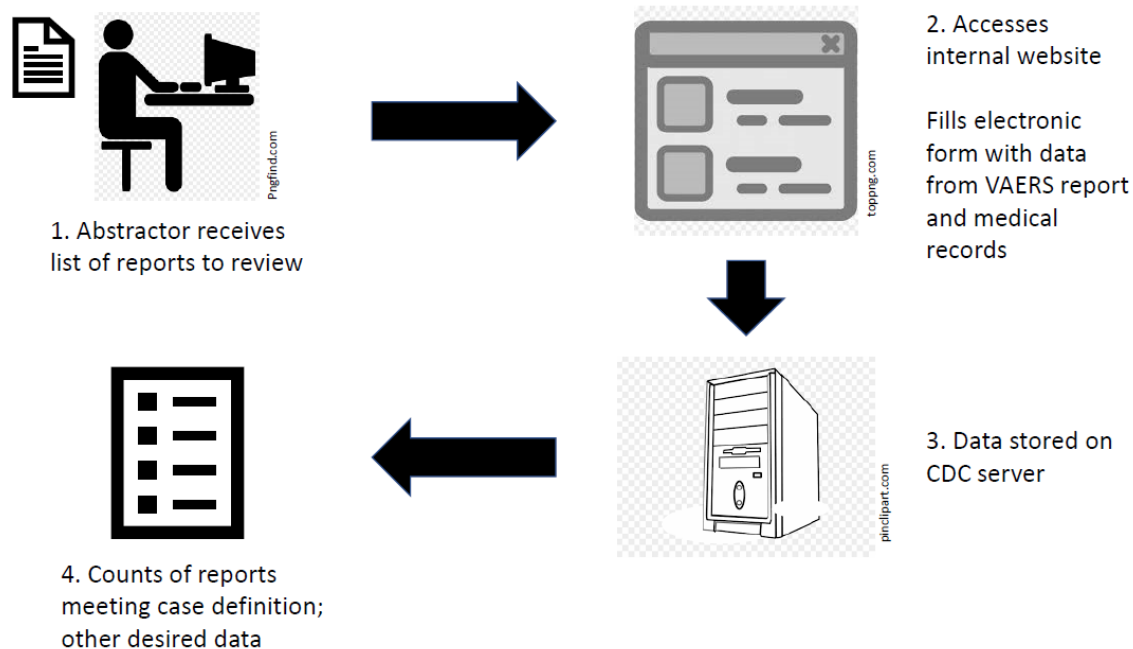 Pngfind.com
1. Abstractor receives
list of reports to review
toppng.com
2. Accesses
internal website
Fills electronic
form with data
from VAERS report
and medical
records
pinclipart.com
3. Data stored on
CDC server
4. Counts of reports
meeting case definition;
other desired data